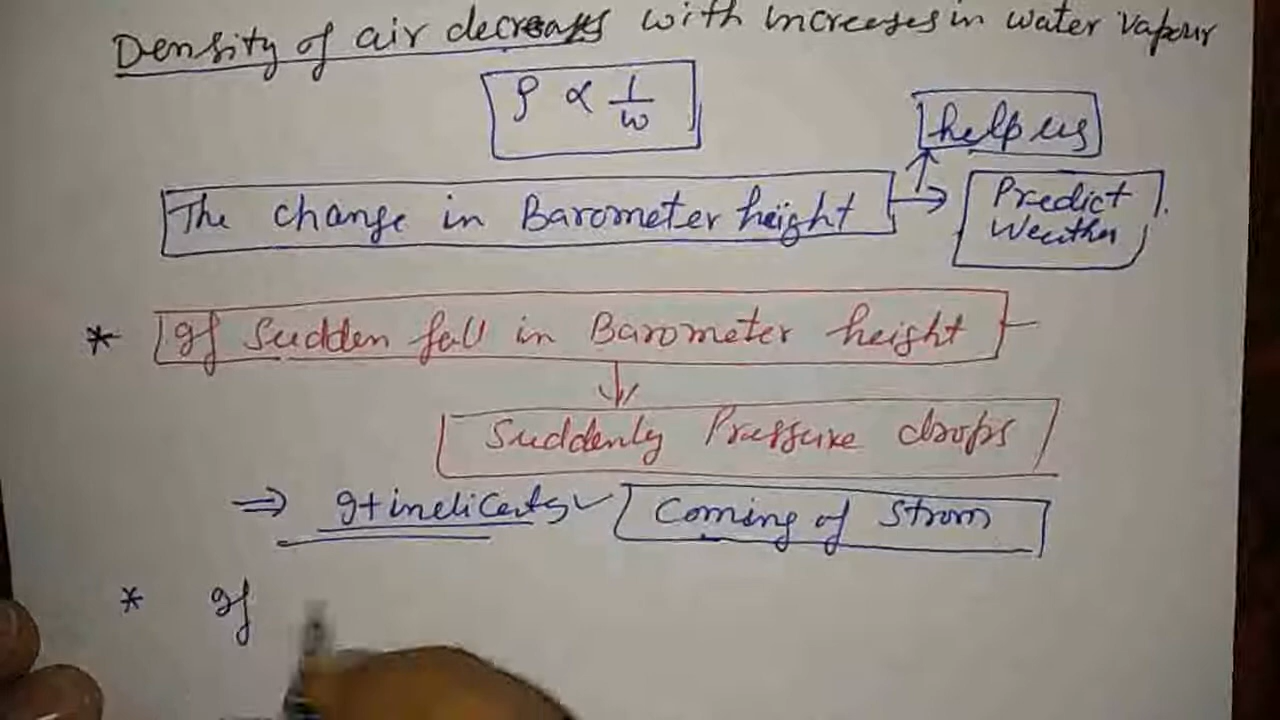 Density of air decreases with increases in water vapour
ρ ∝ 1/w
help us
The change in Barometer height → Predict Weather
* If Sudden fall in Barometer height
Suddenly Pressure drops
⇒ It indicates Coming of Strom
* If